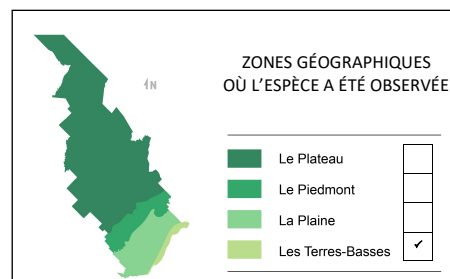 ZONES GÉOGRAPHIQUES
OÙ L'ESPÈCE A ÉTÉ OBSERVÉE
N
Le Plateau
Le Piedmont
La Plaine
Les Terres-Basses ✓